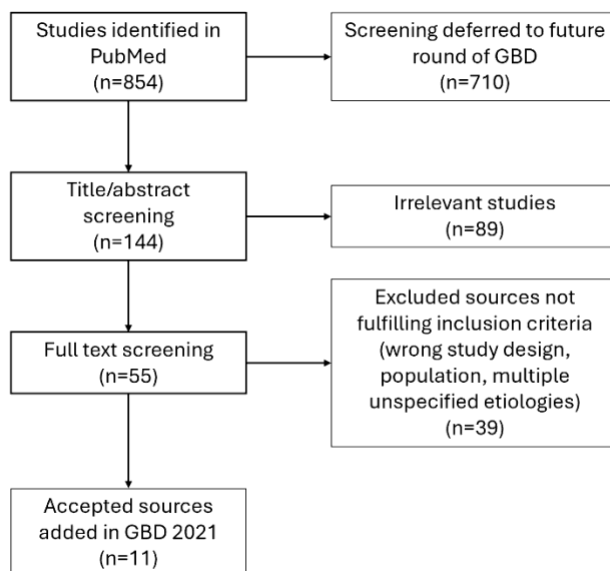 Studies identified in
PubMed
(n=854)
Screening deferred to future
round of GBD
(n=710)
Title/abstract
screening
(n=144)
Irrelevant studies
(n=89)
Full text screening
(n=55)
Excluded sources not
fulfilling inclusion criteria
(wrong study design,
population, multiple
unspecified etiologies)
(n=39)
Accepted sources
added in GBD 2021
(n=11)